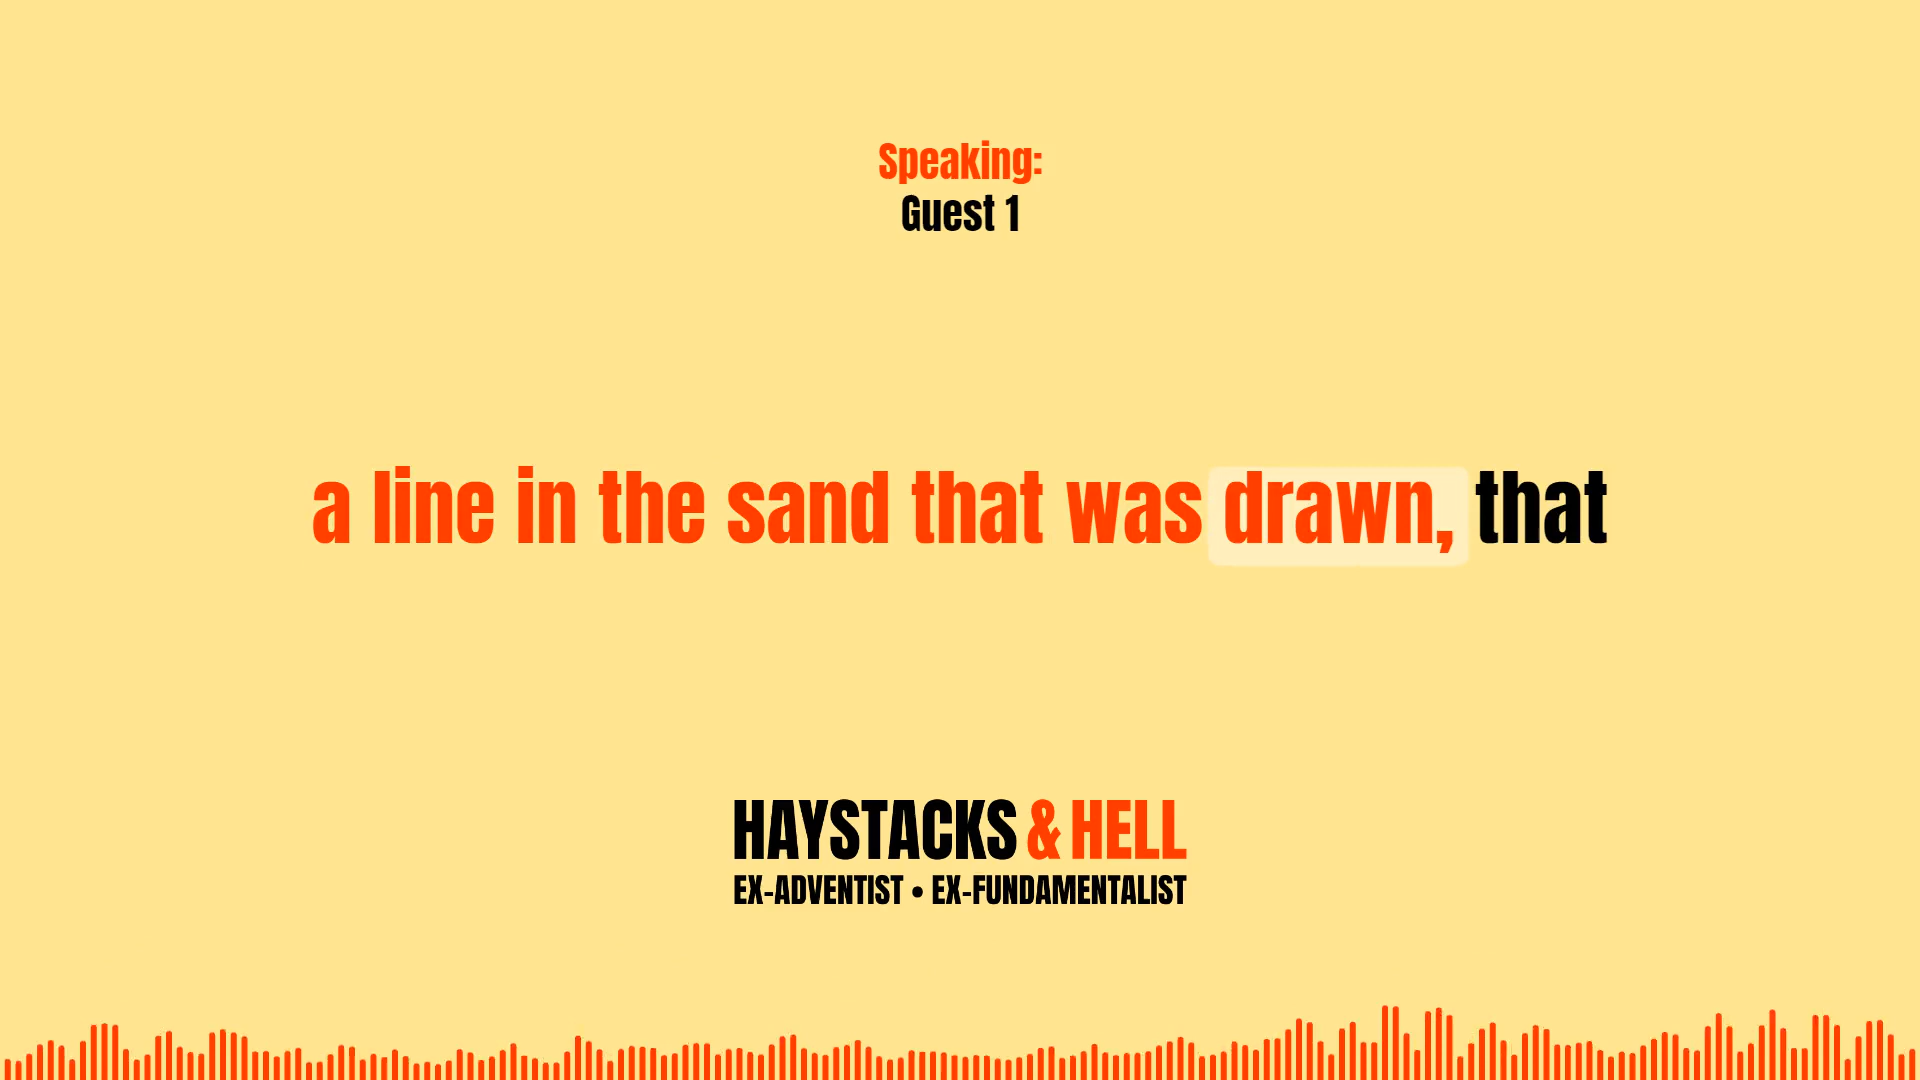 Speaking:
Guest 1
a line in the sand that was drawn, that
HAYSTACKS & HELL
EX-ADVENTIST • EX-FUNDAMENTALIST